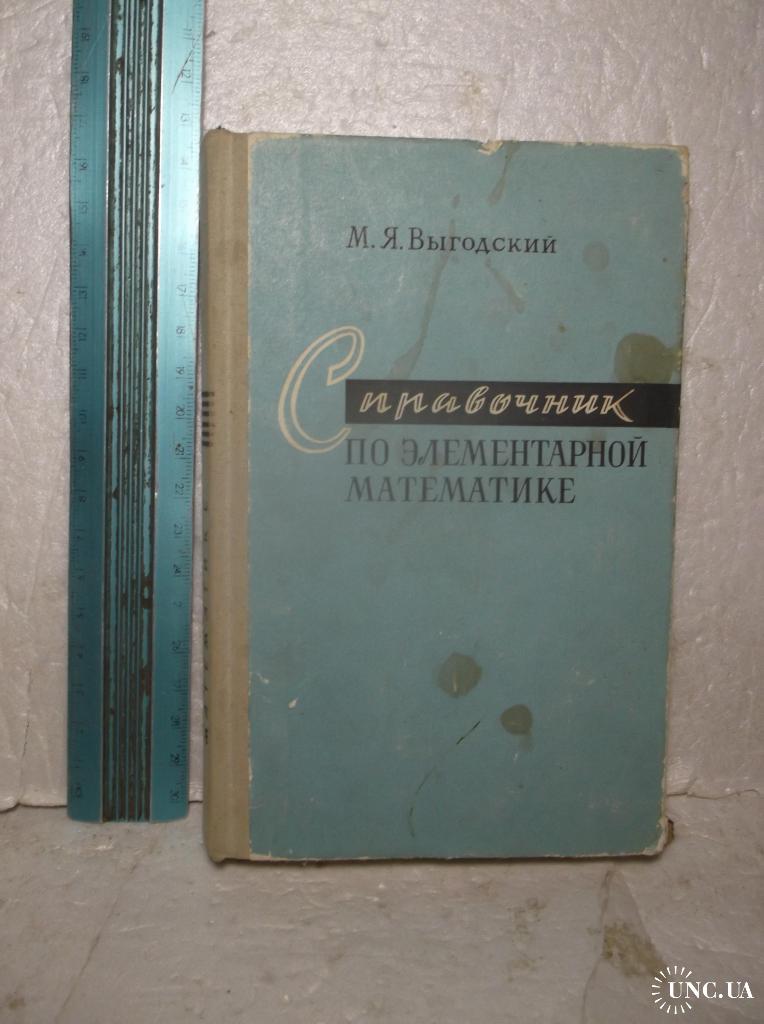 М. Я. Выгодский
Справочник
ПО ЭЛЕМЕНТАРНОЙ
МАТЕМАТИКЕ
UNC.UA